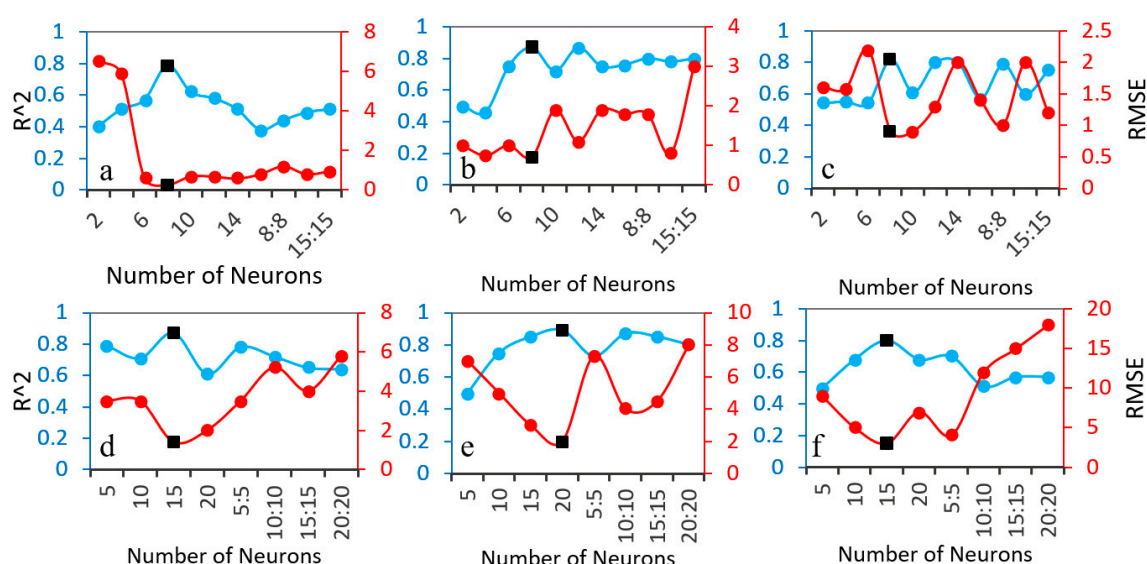 1 8 1 4 1 2.5
0.8 6 0.8 3 0.8 2
0.6 4 0.6 2 0.6 1.5
0.4 2 0.4 1 0.4 1
0.2 0 0.2 0 0.2 0.5
0 0 0 0
R^2 RMSE
a b c
2 6 10 14 8:8 15:15 2 6 10 14 8:8 15:15 2 6 10 14 8:8 15:15
Number of Neurons Number of Neurons Number of Neurons
1 8 1 10 1 20
0.8 6 0.8 8 0.8 15
0.6 4 0.6 6 0.6 10
0.4 2 0.4 4 0.4 5
0.2 0 0.2 2 0.2 0
0 0 0 0
R^2 RMSE
d e f
5 10 15 20 5:5 10:10 15:15 20:20 5 10 15 20 5:5 10:10 15:15 20:20 5 10 15 20 5:5 10:10 15:15 20:20
Number of Neurons Number of Neurons Number of Neurons